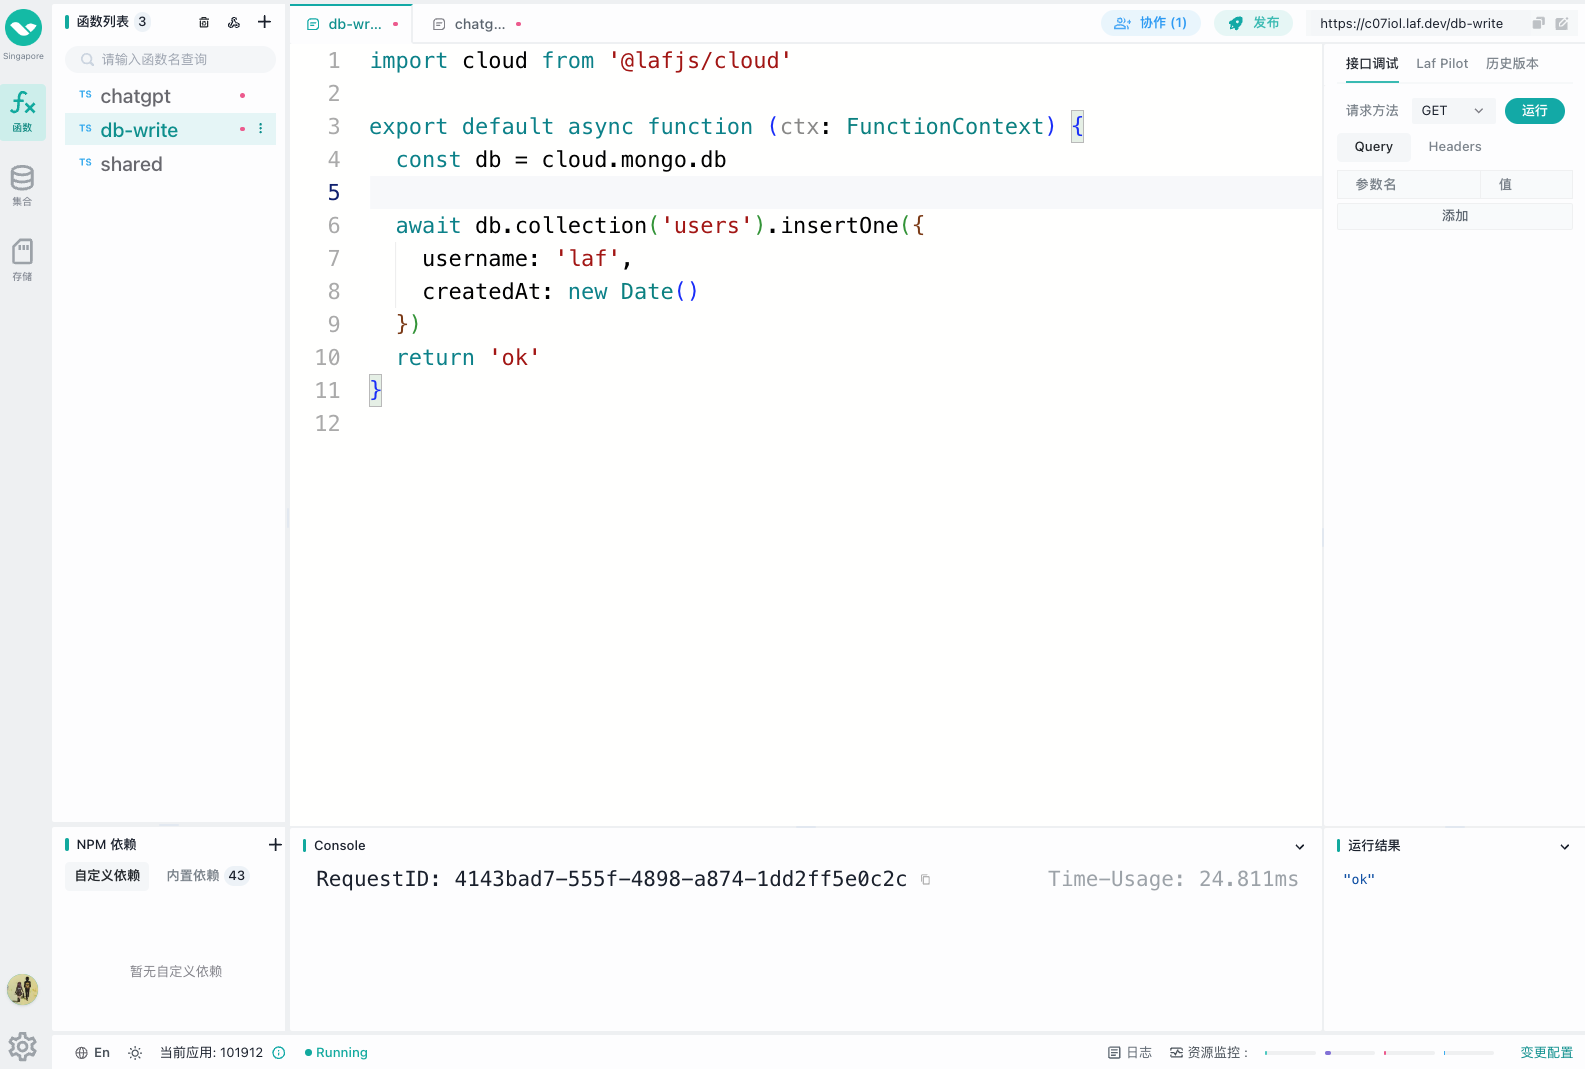 Singapore
函数
集合
存储
函数列表 3
请输入函数名查询
TS chatgpt
TS db-write
TS shared
NPM 依赖
自定义依赖 内置依赖 43
暂无自定义依赖
db-wr... chatg...
协作 (1) 发布 https://c07iol.laf.dev/db-write
1 import cloud from '@lafjs/cloud'
2
3 export default async function (ctx: FunctionContext) {
4 const db = cloud.mongo.db
5
6 await db.collection('users').insertOne({
7 username: 'laf',
8 createdAt: new Date()
9 })
10 return 'ok'
11 }
12
Console
RequestID: 4143bad7-555f-4898-a874-1dd2ff5e0c2c Time-Usage: 24.811ms
接口调试 Laf Pilot 历史版本
请求方法 GET 运行
Query Headers
参数名 值
添加
运行结果
"ok"
En 当前应用: 101912 Running 日志 资源监控 : 变更配置